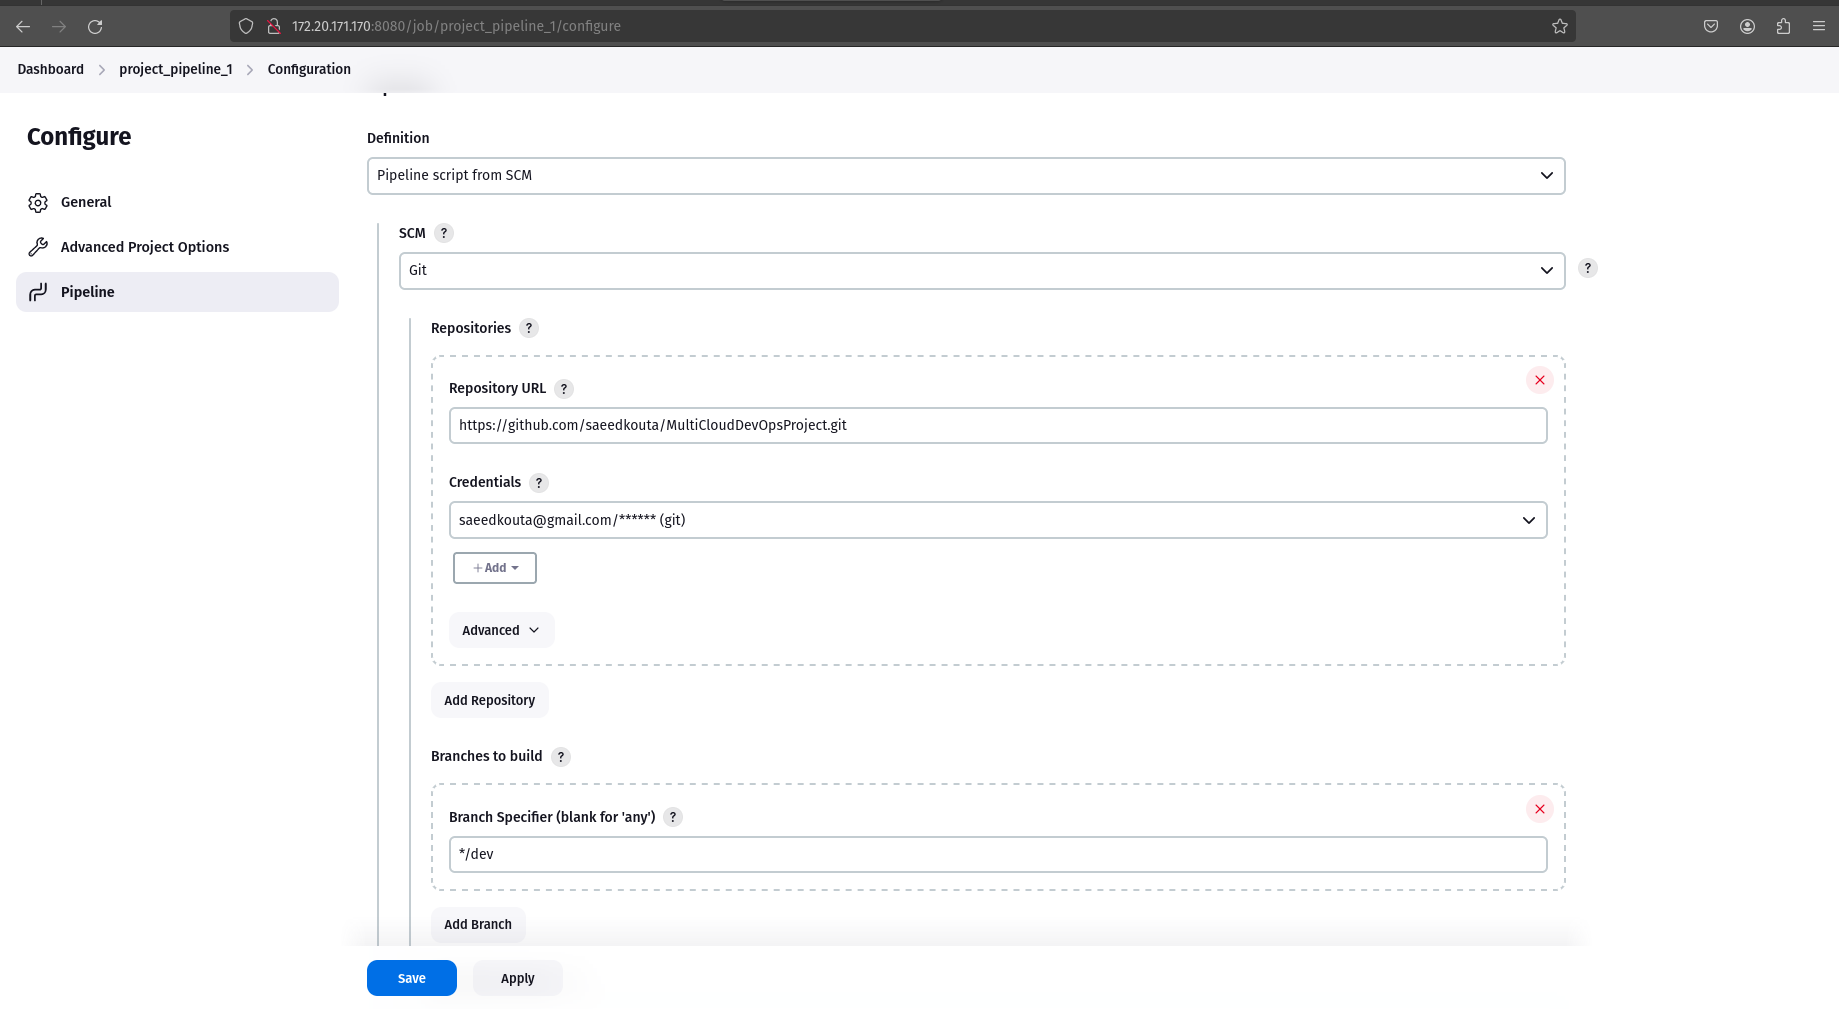 172.20.171.170:8080/job/project_pipeline_1/configure
Dashboard > project_pipeline_1 > Configuration
Configure
General
Advanced Project Options
Pipeline
Definition
Pipeline script from SCM
SCM ?
Git
?
Repositories ?
Repository URL ?
https://github.com/saeedkouta/MultiCloudDevOpsProject.git
Credentials ?
saeedkouta@gmail.com/****** (git)
+ Add
Advanced
Add Repository
Branches to build ?
Branch Specifier (blank for 'any') ?
*/dev
Add Branch
Save
Apply